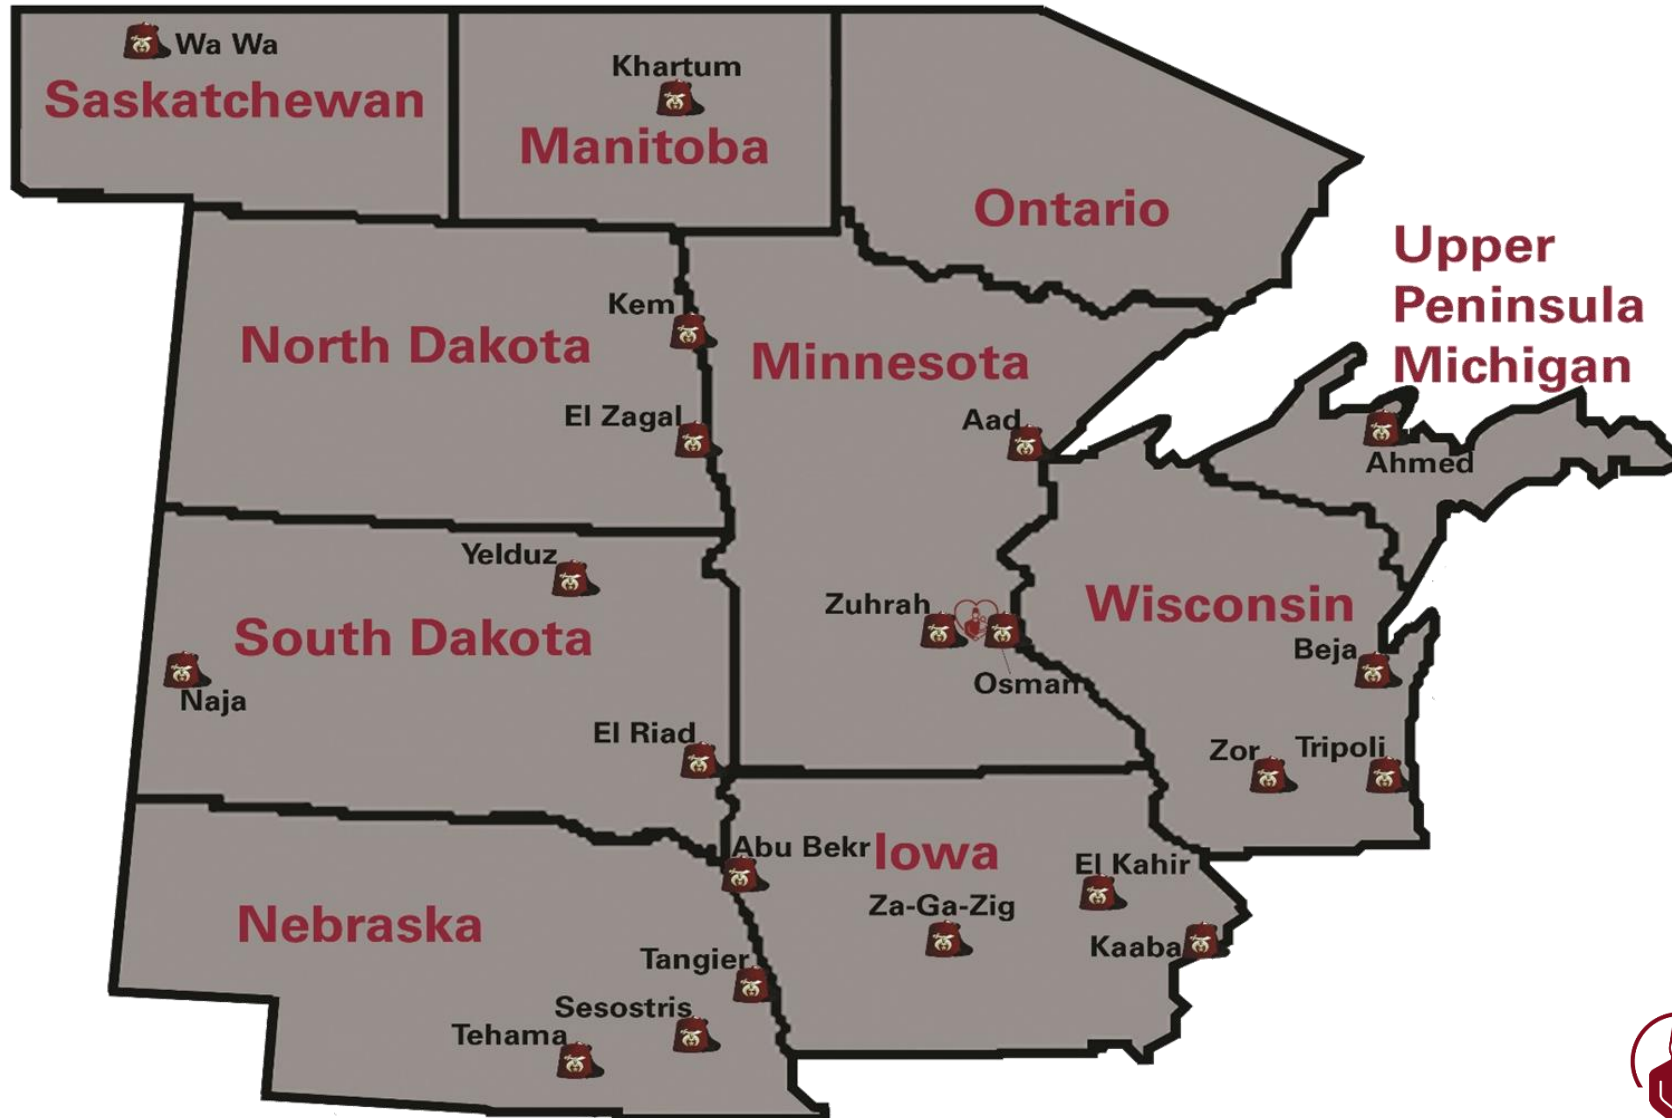 Wa Wa
Saskatchewan
Khartum
Manitoba
Ontario
Upper
Peninsula
Michigan
Kem
North Dakota
Minnesota
El Zagal
Aad
Ahmed
Yelduz
South Dakota
Zuhrah
Wisconsin
Osman
Beja
Naja
El Riad
Zor
Tripoli
Abu Bekr
Iowa
El Kahir
Za-Ga-Zig
Nebraska
Kaaba
Tangier
Sesostris
Tehama